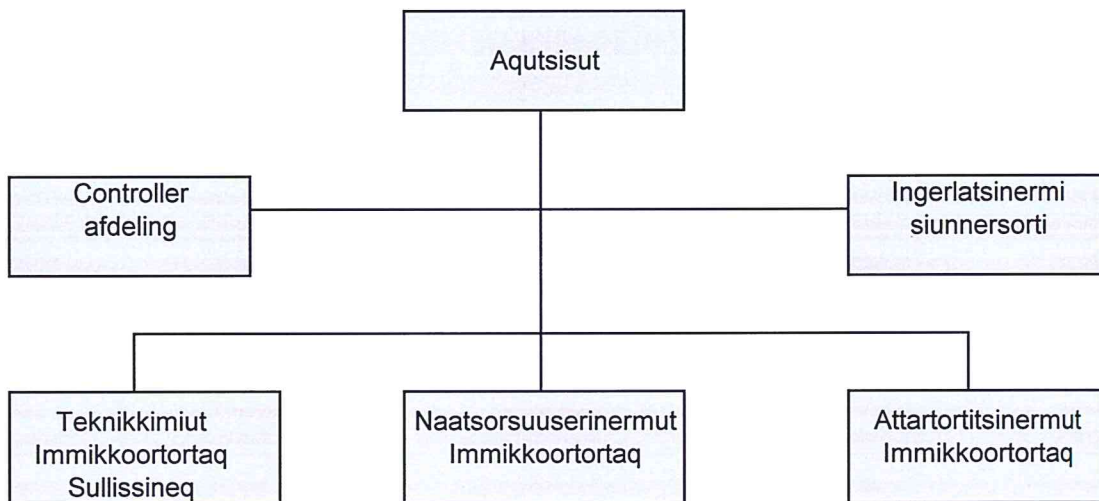 Aqutsisut
Controller
afdeling
Ingerlatsinermi
siunnersorti
Teknikkimiut
Immikkoortortaq
Sullissineq
Naatsorsuuserinermut
Immikkoortortaq
Attartortitsinermut
Immikkoortortaq